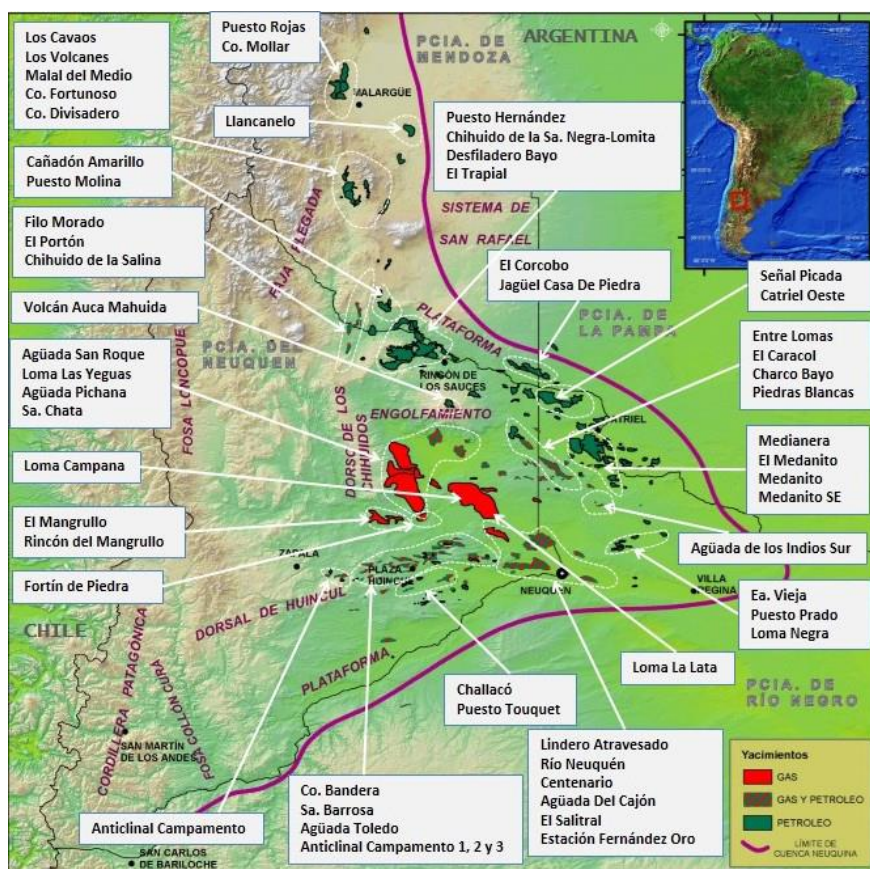 Los Cavaos
Los Volcanes
Malal del Medio
Co. Fortunoso
Co. Divisadero
Puesto Rojas
Co. Mollar
PCIA. DE
MENDOZA
ARGENTINA
MALARGÜE
Llancanelo
Puesto Hernández
Chihuido de la Sa. Negra-Lomita
Desfiladero Bayo
El Trapial
Cañadón Amarillo
Puesto Molina
Filo Morado
El Portón
Chihuido de la Salina
FAJA PLEGADA
SISTEMA DE
SAN RAFAEL
El Corcobo
Jagüel Casa De Piedra
Señal Picada
Catriel Oeste
Volcán Auca Mahuida
PCIA. DEL
NEUQUEN
PLATAFORMA
PCIA. DE
LA PAMPA
Entre Lomas
El Caracol
Charco Bayo
Piedras Blancas
Agüada San Roque
Loma Las Yeguas
Agüada Pichana
Sa. Chata
FOSA LONCOPUE
RINCÓN DE
LOS SAUCES
DORSO DE LOS
CHIHUIDOS
ENGOLFAMIENTO
ATRIEL
Medianera
El Medanito
Medanito
Medanito SE
Loma Campana
El Mangrullo
Rincón del Mangrullo
Agüada de los Indios Sur
ZAPALA
PLAZA
HUINCUL
Fortín de Piedra
NEUQUEN
VILLA
REGINA
Ea. Vieja
Puesto Prado
Loma Negra
DORSAL DE HUINCUL
CHILE
Loma La Lata
PLATAFORMA
Challacó
Puesto Touquet
PCIA. DE
RÍO NEGRO
CORDILLERA PATAGÓNICA
FOSA COLLON CURA
SAN MARTÍN
DE LOS ANDES
Lindero Atravesado
Río Neuquén
Centenario
Agüada Del Cajón
El Salitral
Estación Fernández Oro
Co. Bandera
Sa. Barrosa
Agüada Toledo
Anticlinal Campamento 1, 2 y 3
Anticlinal Campamento
SAN CARLOS
DE BARILOCHE
Yacimientos
GAS
GAS Y PETROLEO
PETROLEO
LÍMITE DE
CUENCA NEUQUINA